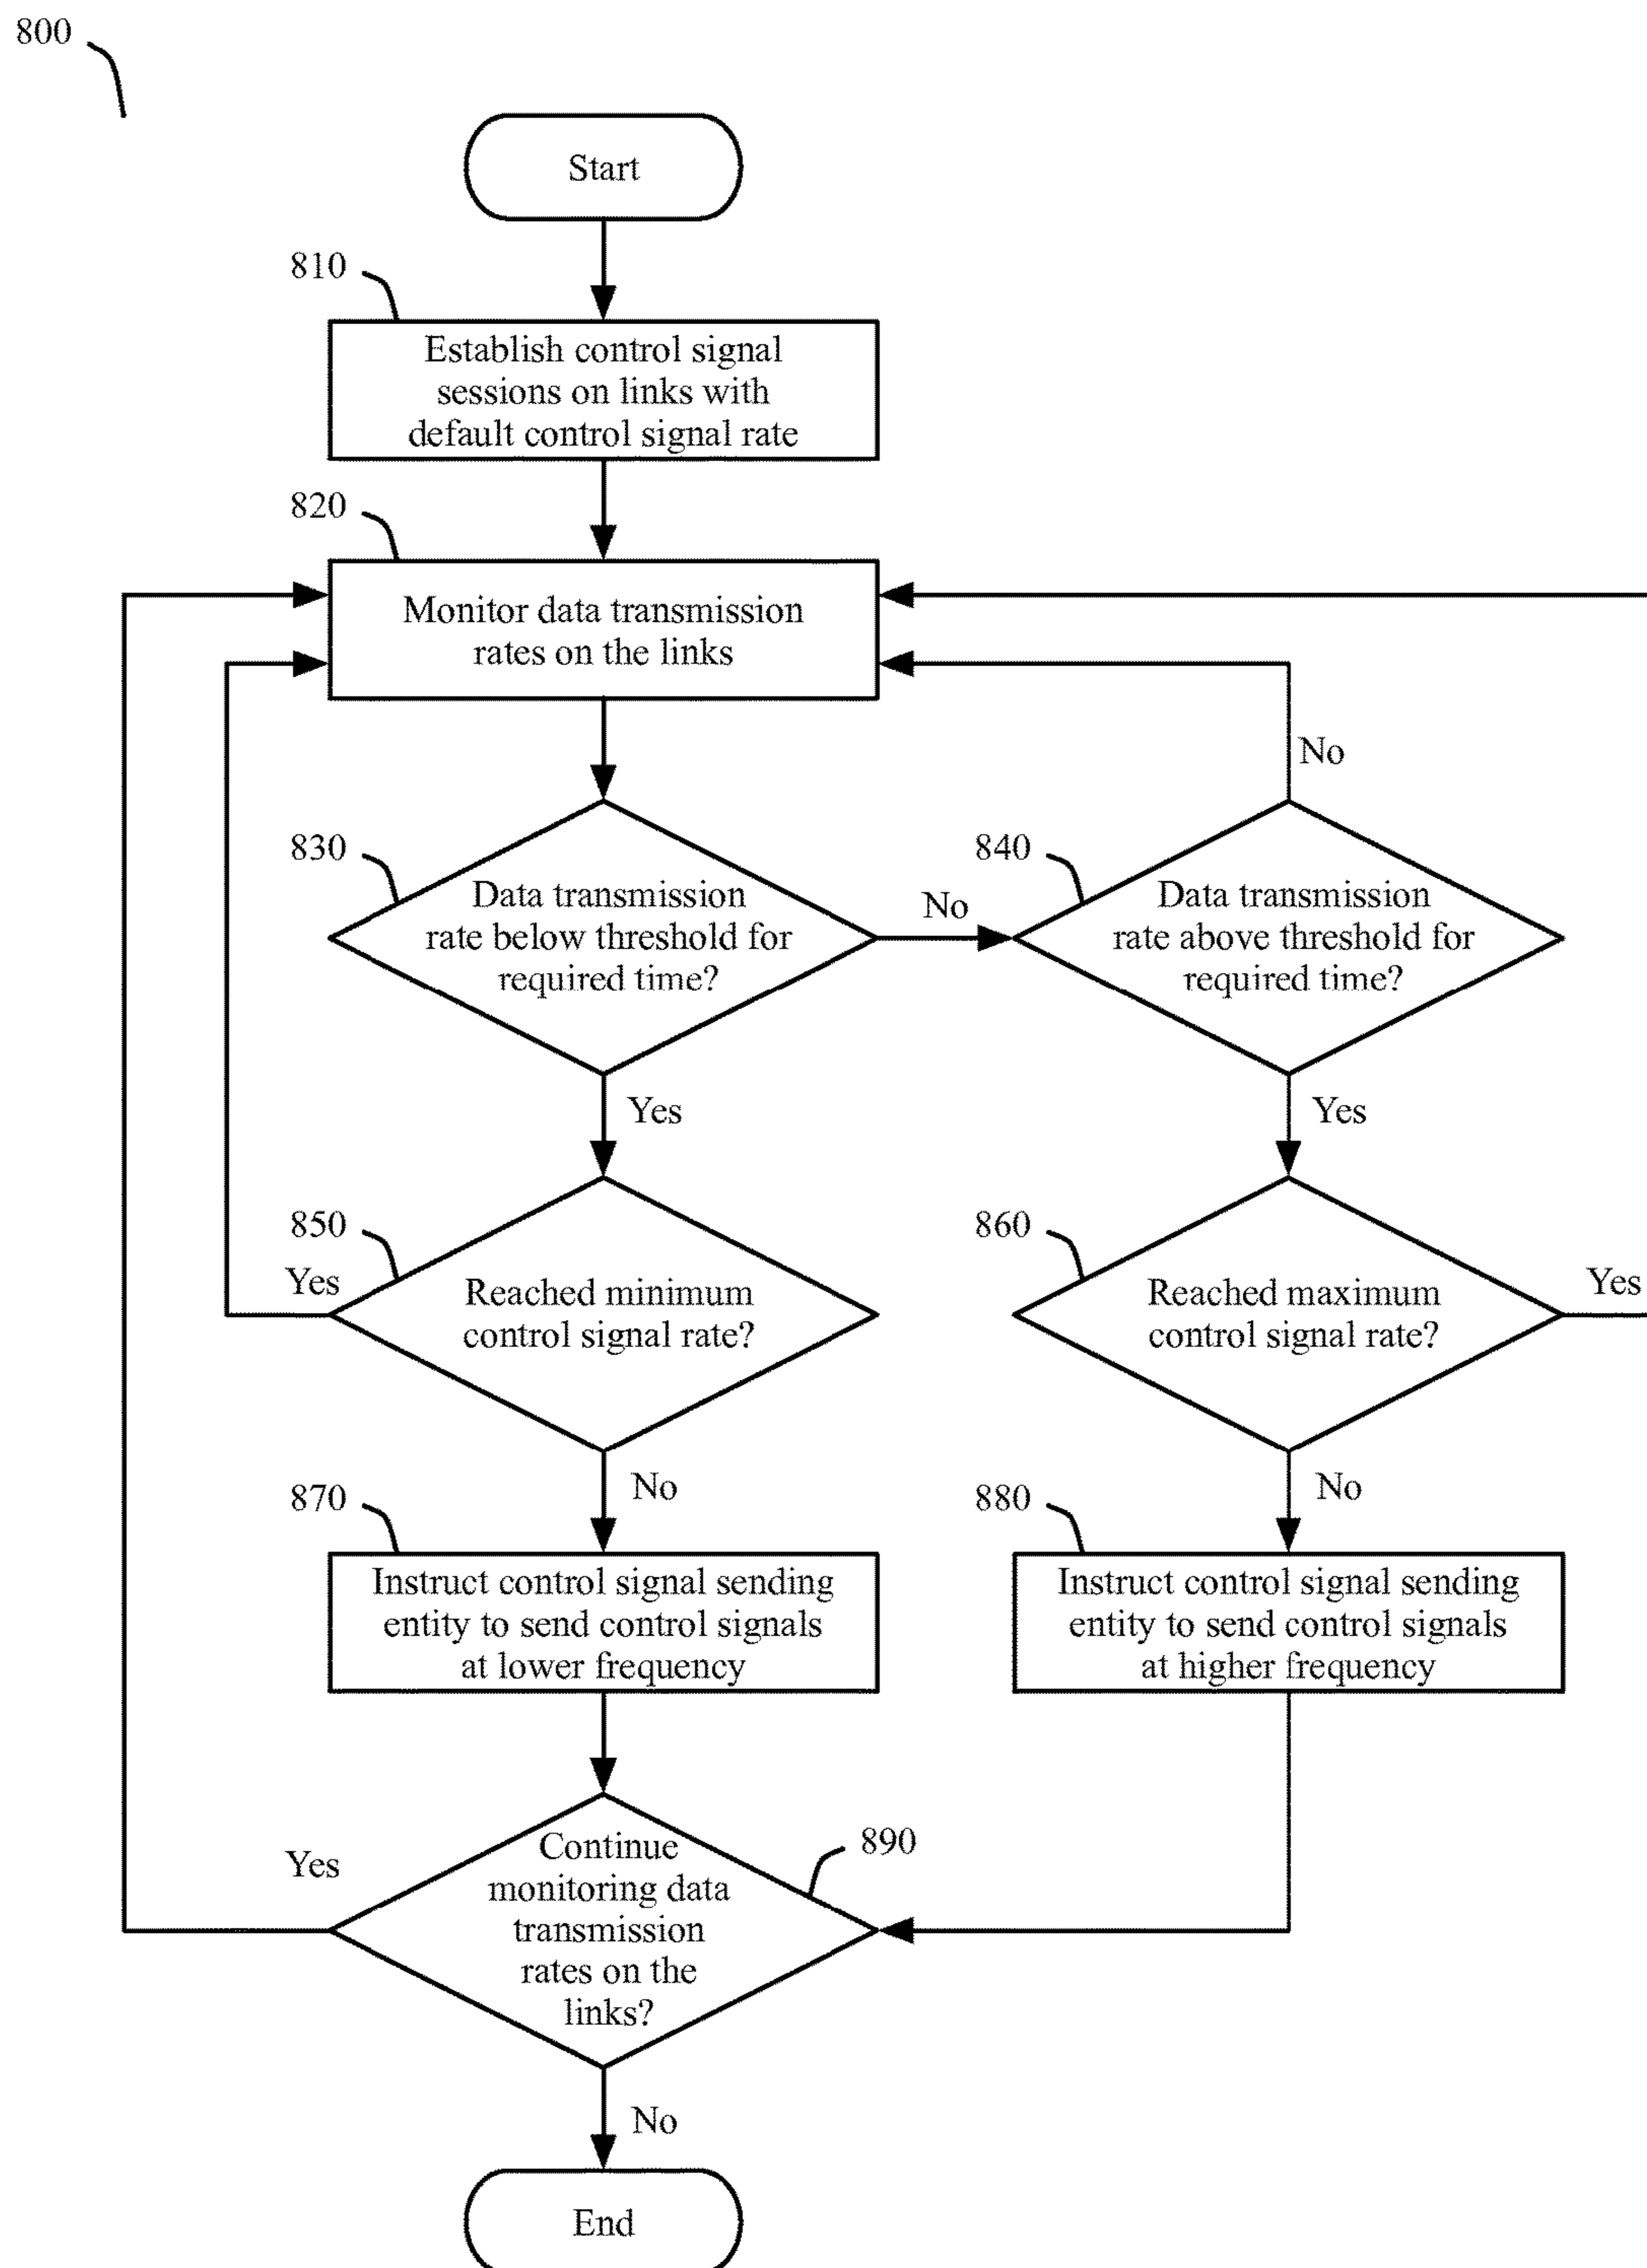 800
Start
810
Establish control signal
sessions on links with
default control signal rate
820
Monitor data transmission
rates on the links
No
830
Data transmission
rate below threshold for
required time?
No
840
Data transmission
rate above threshold for
required time?
Yes
Yes
850
Yes
Reached minimum
control signal rate?
860
Reached maximum
control signal rate?
Yes
No
No
870
Instruct control signal sending
entity to send control signals
at lower frequency
880
Instruct control signal sending
entity to send control signals
at higher frequency
890
Yes
Continue
monitoring data
transmission
rates on the
links?
No
End